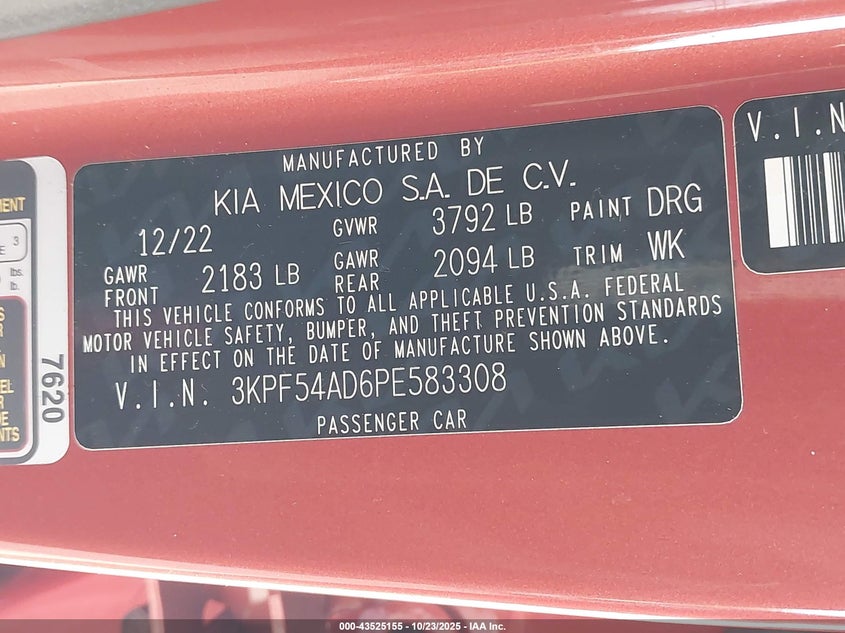 MANUFACTURED BY
KIA MEXICO S.A. DE C.V.
12/22 GVWR 3792 LB PAINT DRG
GAWR FRONT 2183 LB GAWR REAR 2094 LB TRIM WK
THIS VEHICLE CONFORMS TO ALL APPLICABLE U.S.A. FEDERAL
MOTOR VEHICLE SAFETY, BUMPER, AND THEFT PREVENTION STANDARDS
IN EFFECT ON THE DATE OF MANUFACTURE SHOWN ABOVE.
V.I.N. 3KPF54AD6PE583308
PASSENGER CAR
V.I.N
3
lbs.
lb.
7620
000-43525155 - 10/23/2025 - IAA Inc.